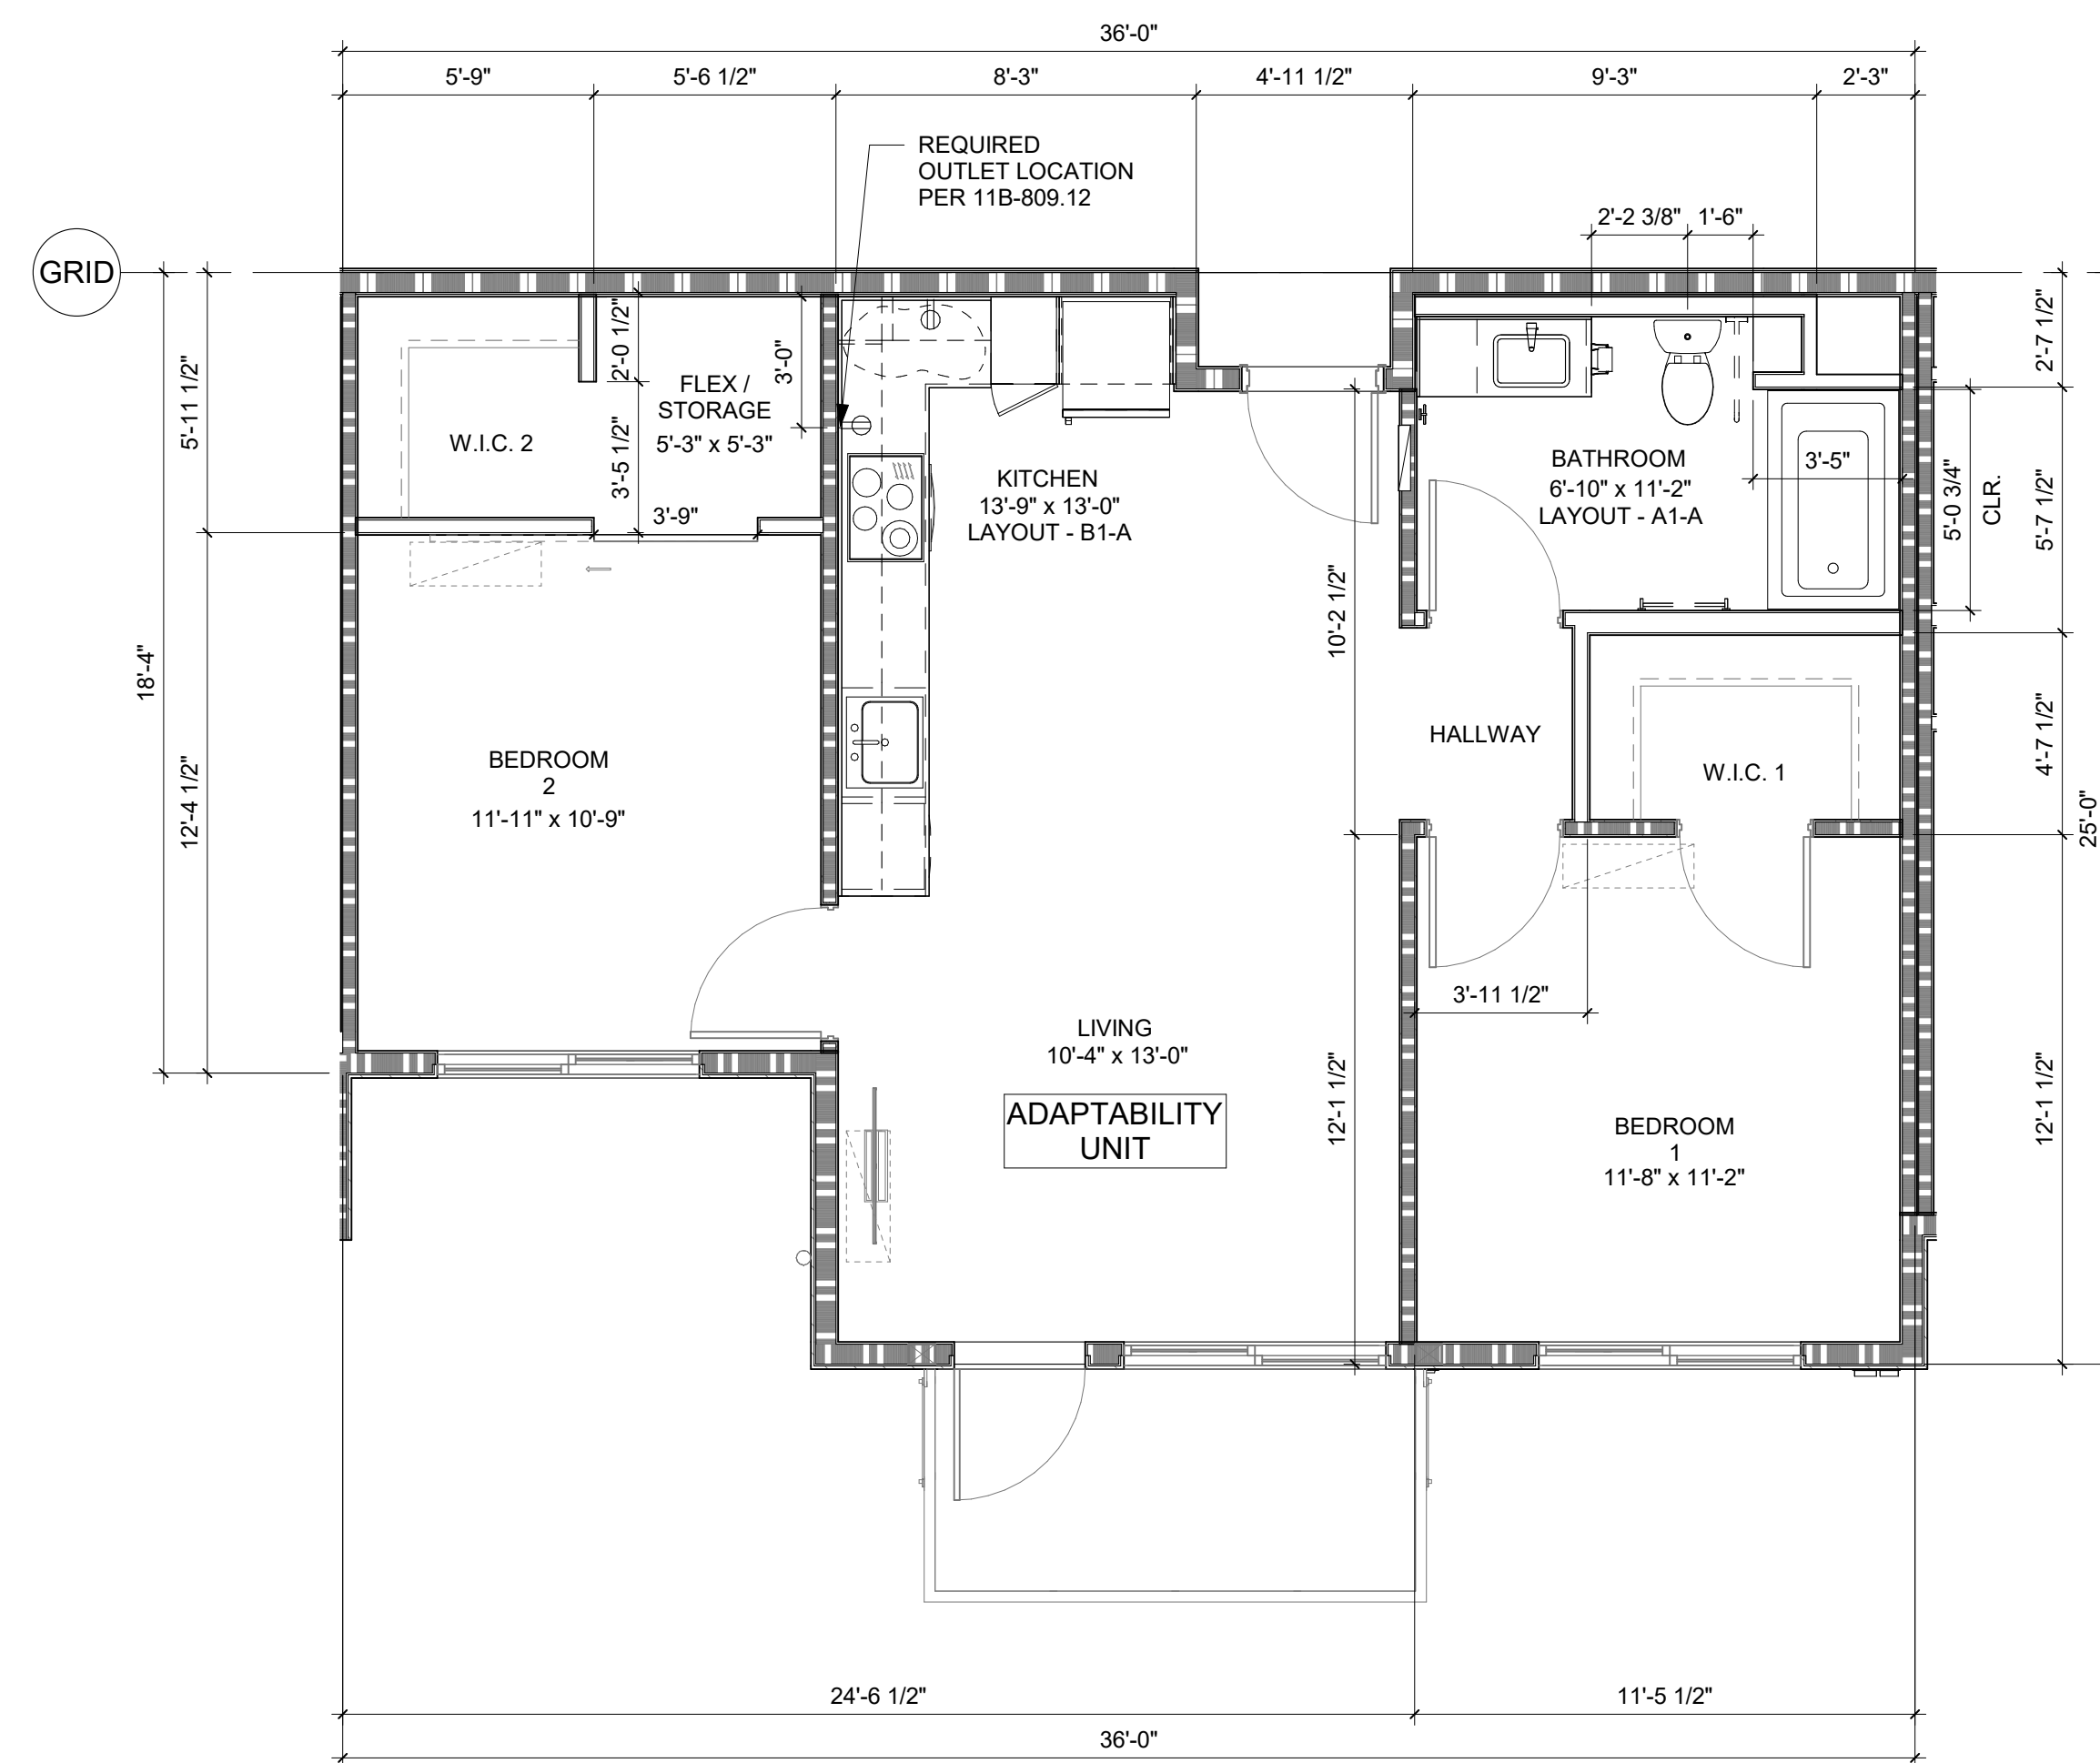 36'-0"
5'-9"
5'-6 1/2"
8'-3"
4'-11 1/2"
9'-3"
2'-3"
REQUIRED
OUTLET LOCATION
PER 11B-809.12
2'-2 3/8"
1'-6"
GRID
2'-7 1/2"
2'-0 1/2"
3'-0"
5'-11 1/2"
FLEX /
STORAGE
5'-3" x 5'-3"
W.I.C. 2
3'-5 1/2"
3'-9"
KITCHEN
13'-9" x 13'-0"
LAYOUT - B1-A
BATHROOM
6'-10" x 11'-2"
LAYOUT - A1-A
3'-5"
5'-0 3/4"
CLR.
5'-7 1/2"
10'-2 1/2"
18'-4"
12'-4 1/2"
BEDROOM
2
11'-11" x 10'-9"
HALLWAY
W.I.C. 1
4'-7 1/2"
25'-0"
3'-11 1/2"
LIVING
10'-4" x 13'-0"
ADAPTABILITY
UNIT
12'-1 1/2"
BEDROOM
1
11'-8" x 11'-2"
12'-1 1/2"
24'-6 1/2"
11'-5 1/2"
36'-0"